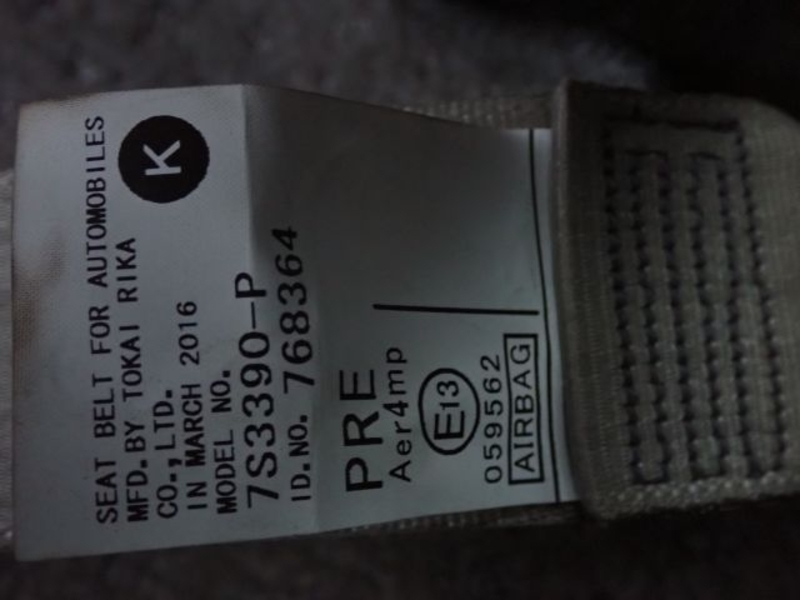 SEAT BELT FOR AUTOMOBILES
MFD. BY TOKAI RIKA
CO., LTD.
IN MARCH 2016
MODEL NO.
7S3390-P
ID. NO. 768364
K
PRE
Aer4mp
E13
059562
AIRBAG